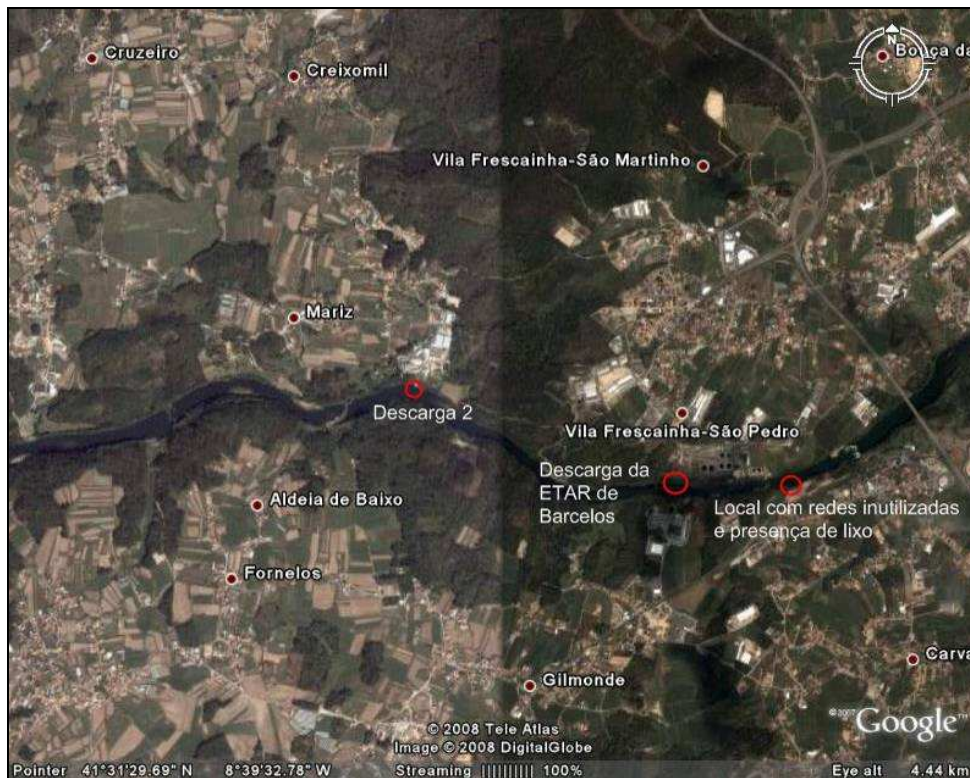 Cruzeiro
Creixomil
N
Bouça da
Vila Frescainha-São Martinho
Mariz
Descarga 2
Vila Frescainha-São Pedro
Descarga da
ETAR de
Barcelos
Local com redes inutilizadas
e presença de lixo
Aldeia de Baixo
Fornelos
Gilmonde
Carva
© 2008 Tele Atlas
Image © 2008 DigitalGlobe
©2007 Google™
Pointer 41°31'29.69" N 8°39'32.78" W Streaming |||||||||| 100% Eye alt 4.44 km